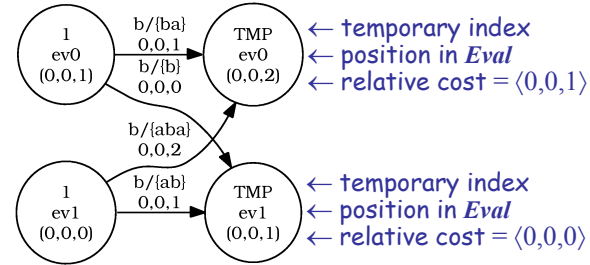 1
ev0
(0,0,1)
b/{ba}
0,0,1
b/{b}
0,0,0
TMP
ev0
(0,0,2)
← temporary index
← position in Eval
← relative cost = ⟨0,0,1⟩
b/{aba}
0,0,2
1
ev1
(0,0,0)
b/{ab}
0,0,1
TMP
ev1
(0,0,1)
← temporary index
← position in Eval
← relative cost = ⟨0,0,0⟩